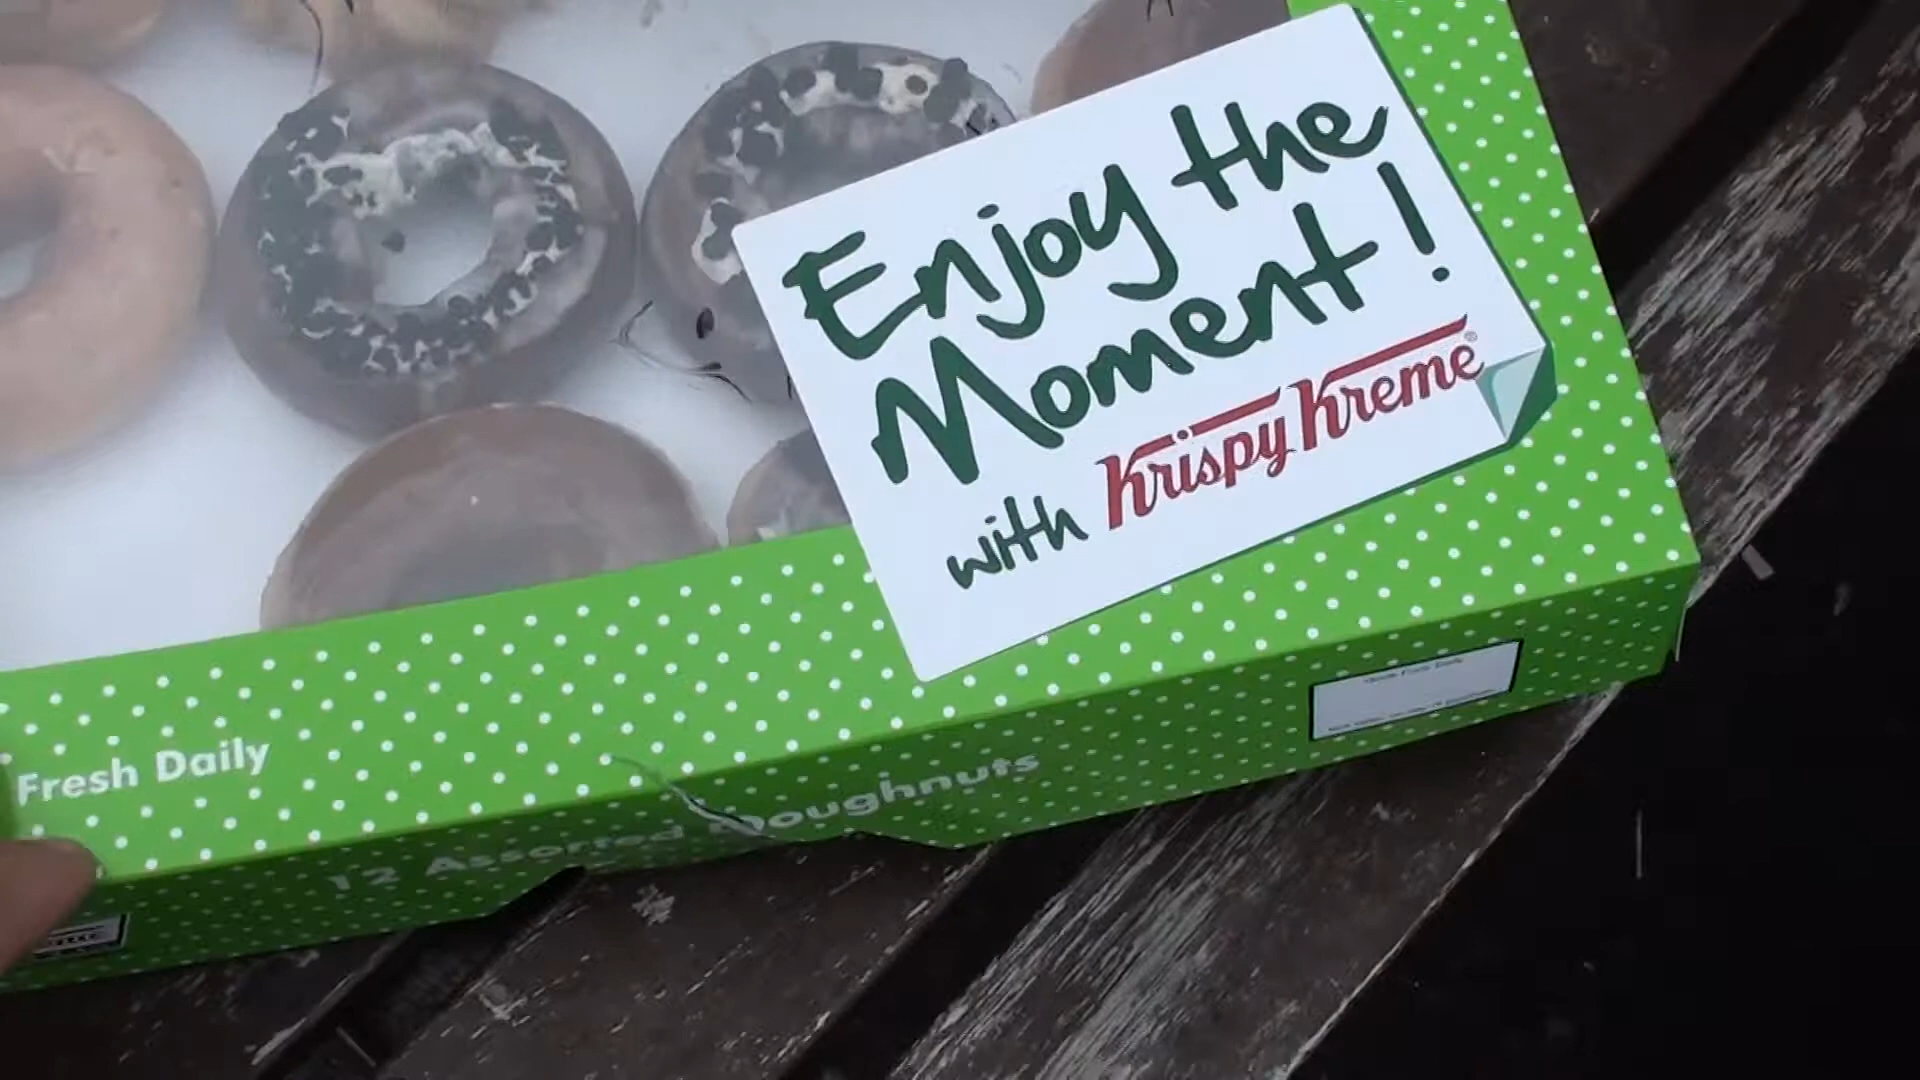 Enjoy the
Moment!
with Krispy Kreme®
Fresh Daily
12 Assorted Doughnuts